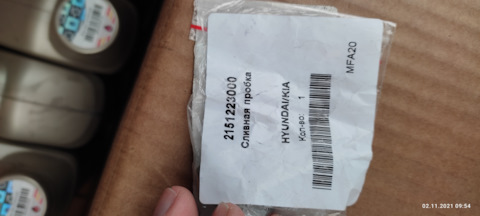 2151223000
Сливная пробка
HYUNDAI/KIA
Кол-во: 1
MFA20
02.11.2021 09:54